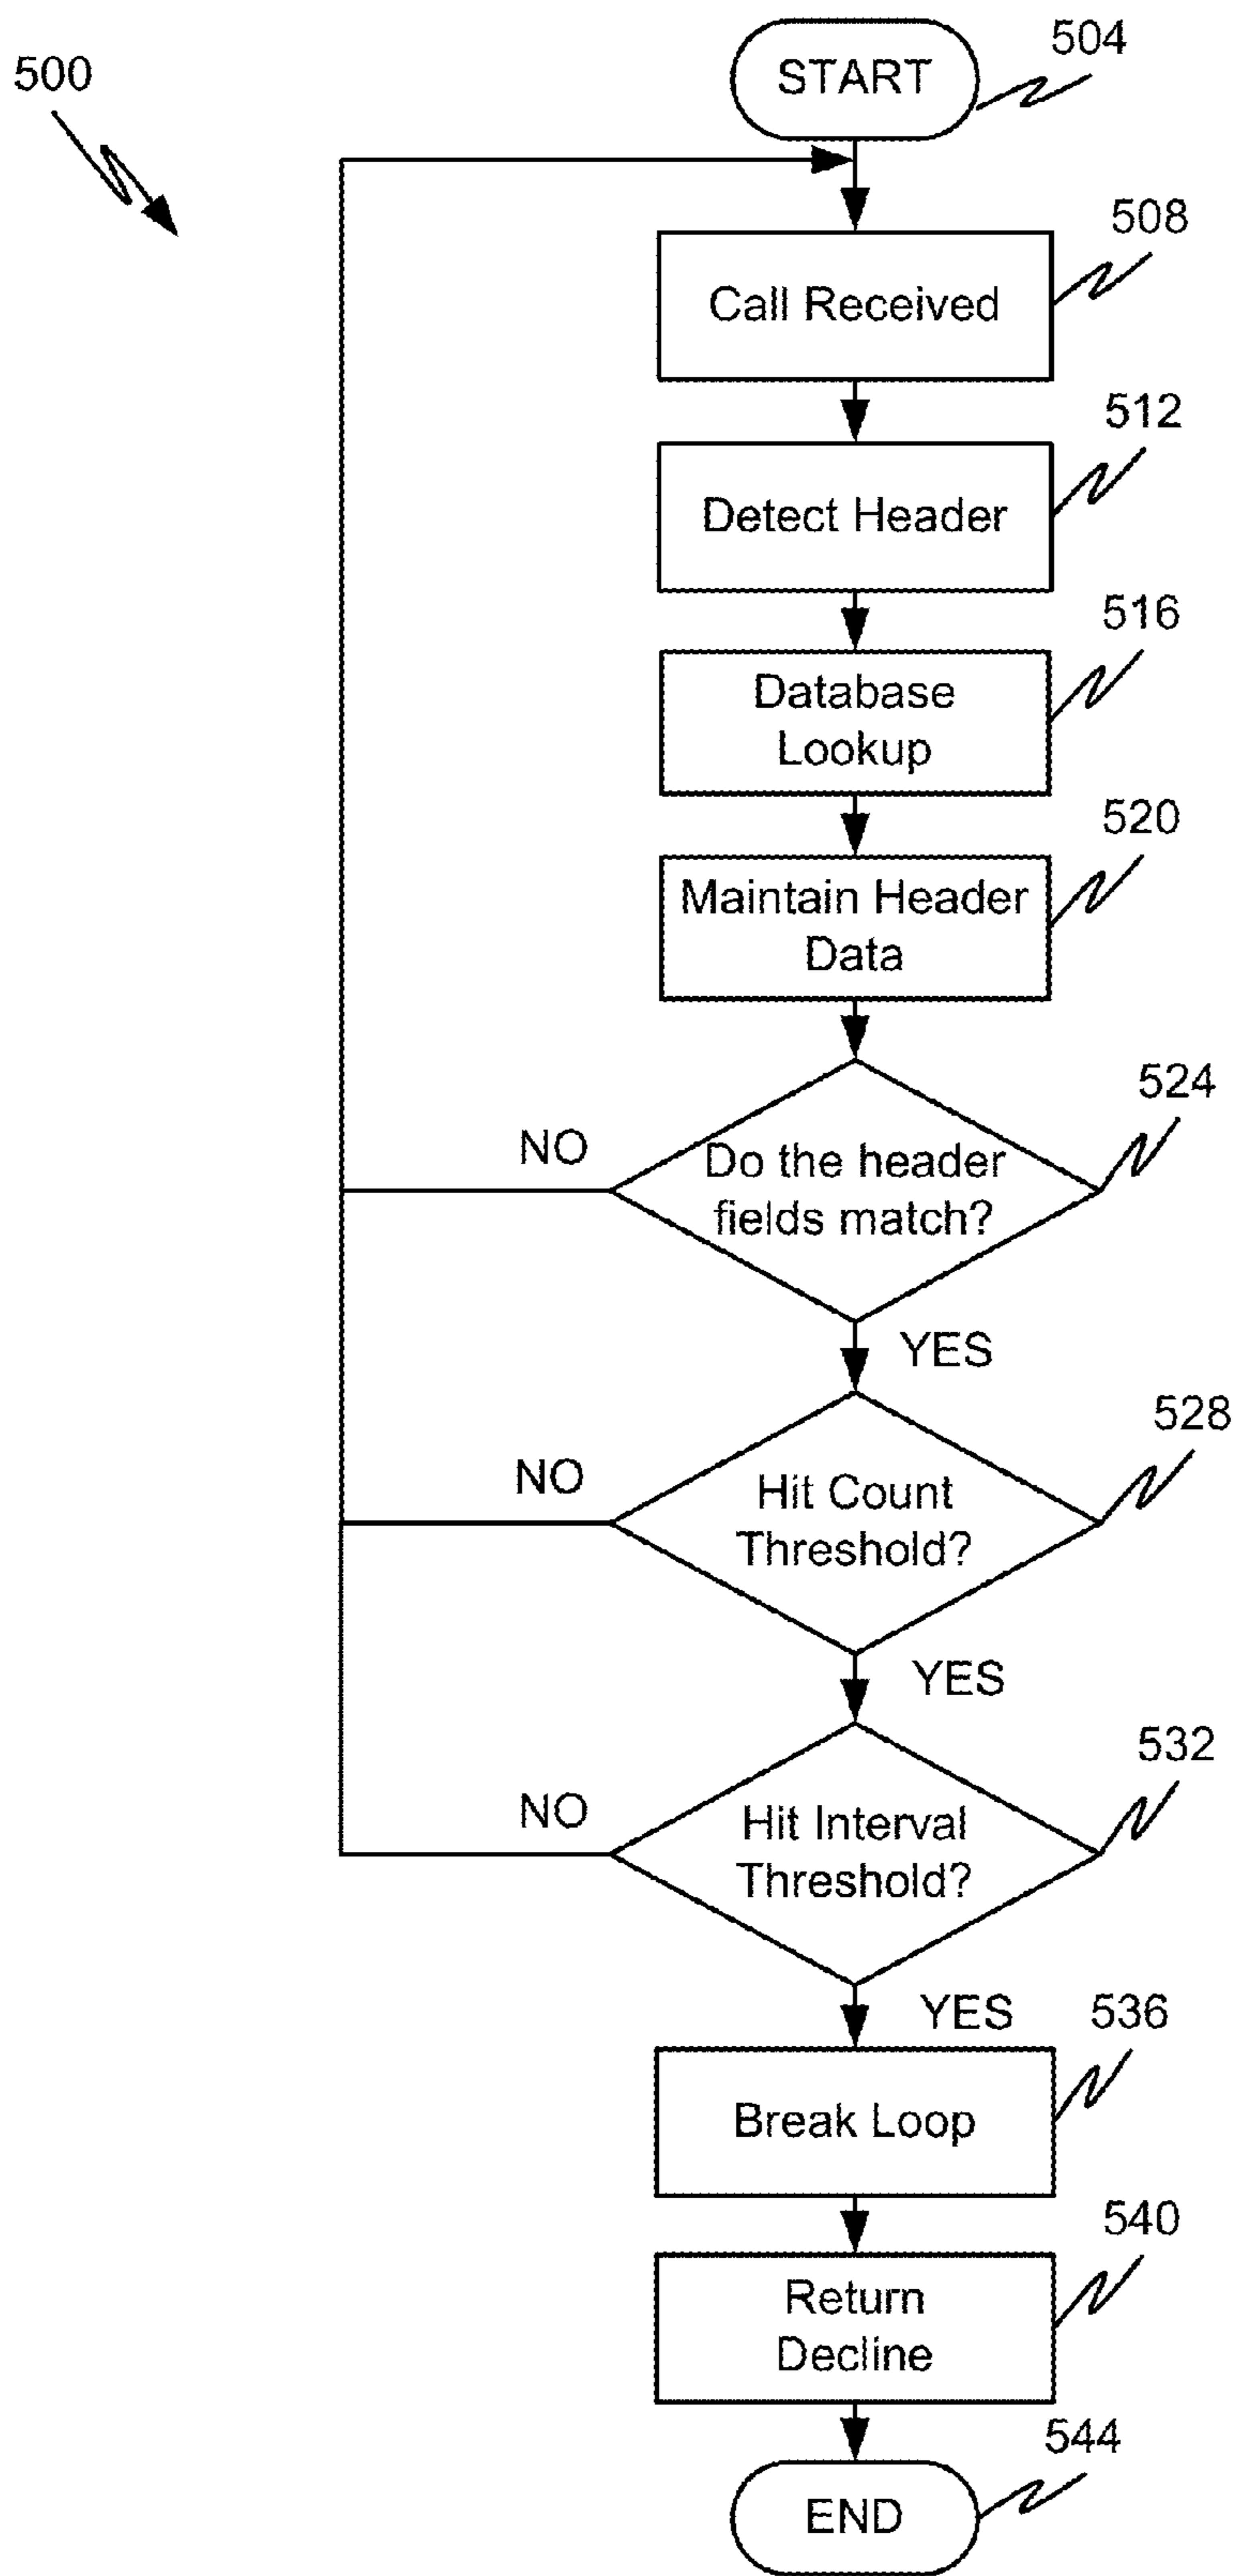 500
START
504
Call Received
508
Detect Header
512
Database
Lookup
516
Maintain Header
Data
520
Do the header
fields match?
524
NO
YES
Hit Count
Threshold?
528
NO
YES
Hit Interval
Threshold?
532
NO
YES
Break Loop
536
Return
Decline
540
END
544